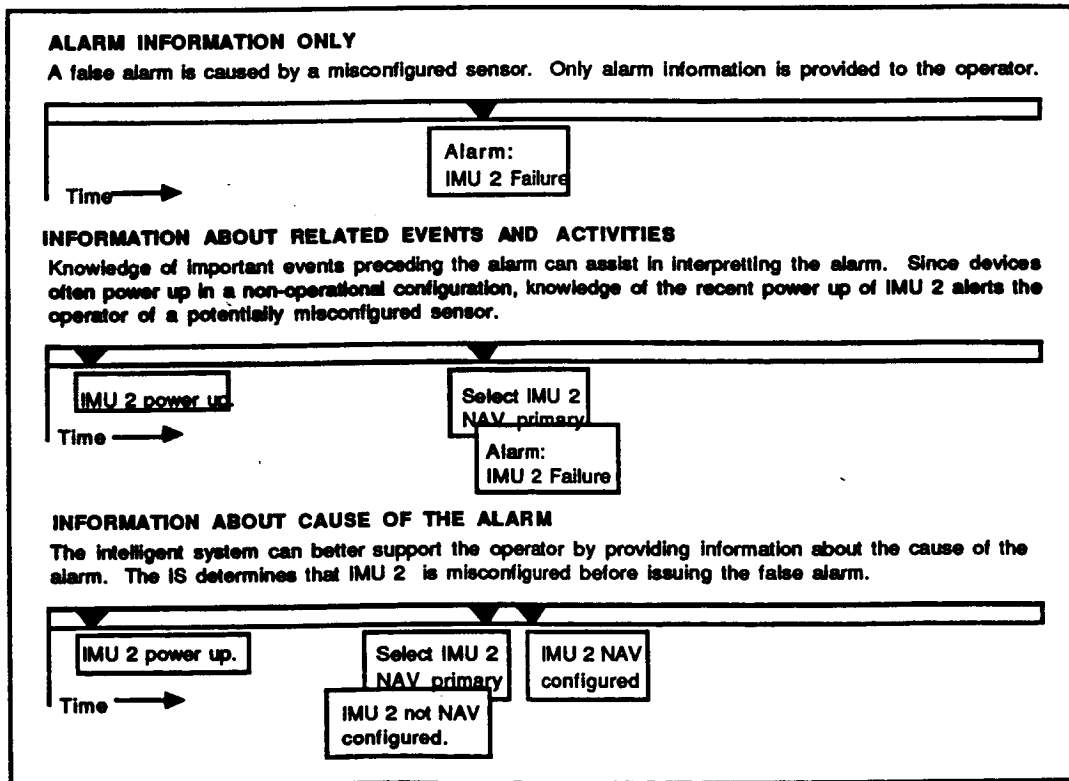 ALARM INFORMATION ONLY
A false alarm is caused by a misconfigured sensor. Only alarm information is provided to the operator.
Alarm:
IMU 2 Failure
Time
INFORMATION ABOUT RELATED EVENTS AND ACTIVITIES
Knowledge of important events preceding the alarm can assist in interpretting the alarm. Since devices
often power up in a non-operational configuration, knowledge of the recent power up of IMU 2 alerts the
operator of a potentially misconfigured sensor.
IMU 2 power up.
Select IMU 2
NAV primary
Alarm:
IMU 2 Failure
Time
INFORMATION ABOUT CAUSE OF THE ALARM
The intelligent system can better support the operator by providing information about the cause of the
alarm. The IS determines that IMU 2 is misconfigured before issuing the false alarm.
IMU 2 power up.
Select IMU 2
NAV primary
IMU 2 NAV
configured
IMU 2 not NAV
configured.
Time